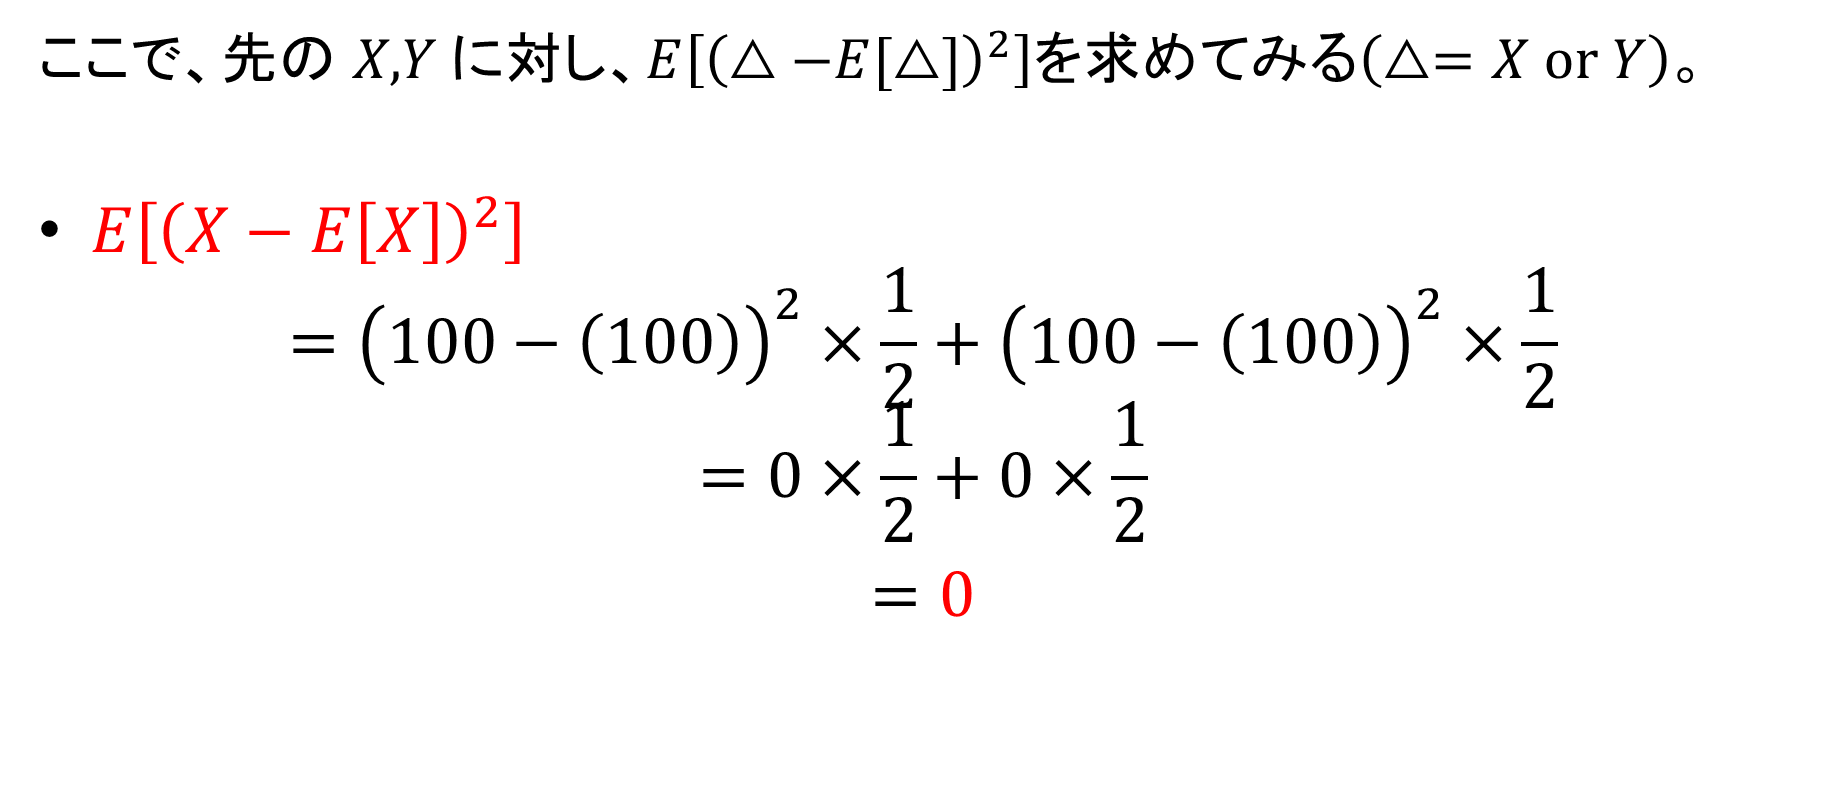 ここで、先の X,Y に対し、E[(△ −E[△])²]を求めてみる(△= X or Y)。
• E[(X − E[X])²]
= (100 − (100))² × 1/2 + (100 − (100))² × 1/2
= 0 × 1/2 + 0 × 1/2
= 0